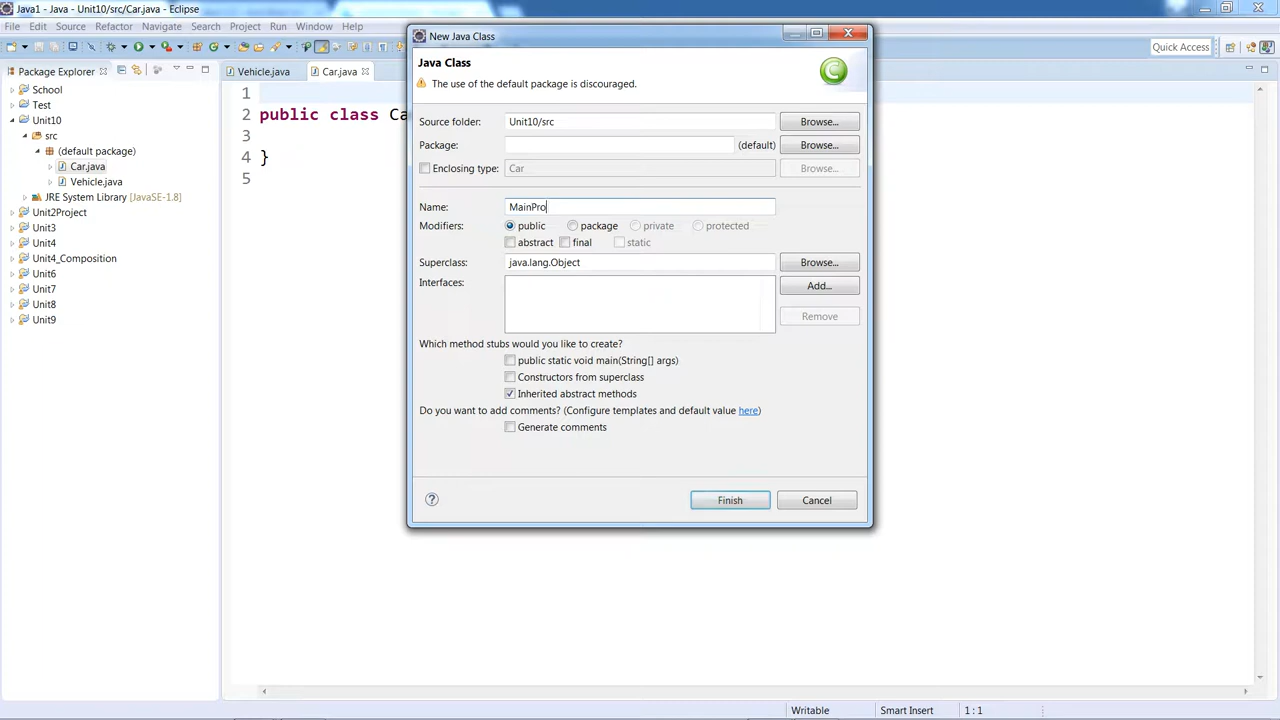 Java1 - Java - Unit10/src/Car.java - Eclipse
File Edit Source Refactor Navigate Search Project Run Window Help
Quick Access
Package Explorer
Vehicle.java
Car.java
School
Test
Unit10
src
(default package)
Car.java
Vehicle.java
JRE System Library [JavaSE-1.8]
Unit2Project
Unit3
Unit4
Unit4_Composition
Unit6
Unit7
Unit8
Unit9
1
2 public class Ca
3
4 }
5
New Java Class
Java Class
The use of the default package is discouraged.
Source folder: Unit10/src Browse...
Package: (default) Browse...
Enclosing type: Car Browse...
Name: MainPro
Modifiers: public package private protected
abstract final static
Superclass: java.lang.Object Browse...
Interfaces: Add...
Remove
Which method stubs would you like to create?
public static void main(String[] args)
Constructors from superclass
Inherited abstract methods
Do you want to add comments? (Configure templates and default value here)
Generate comments
Finish Cancel
Writable Smart Insert 1 : 1